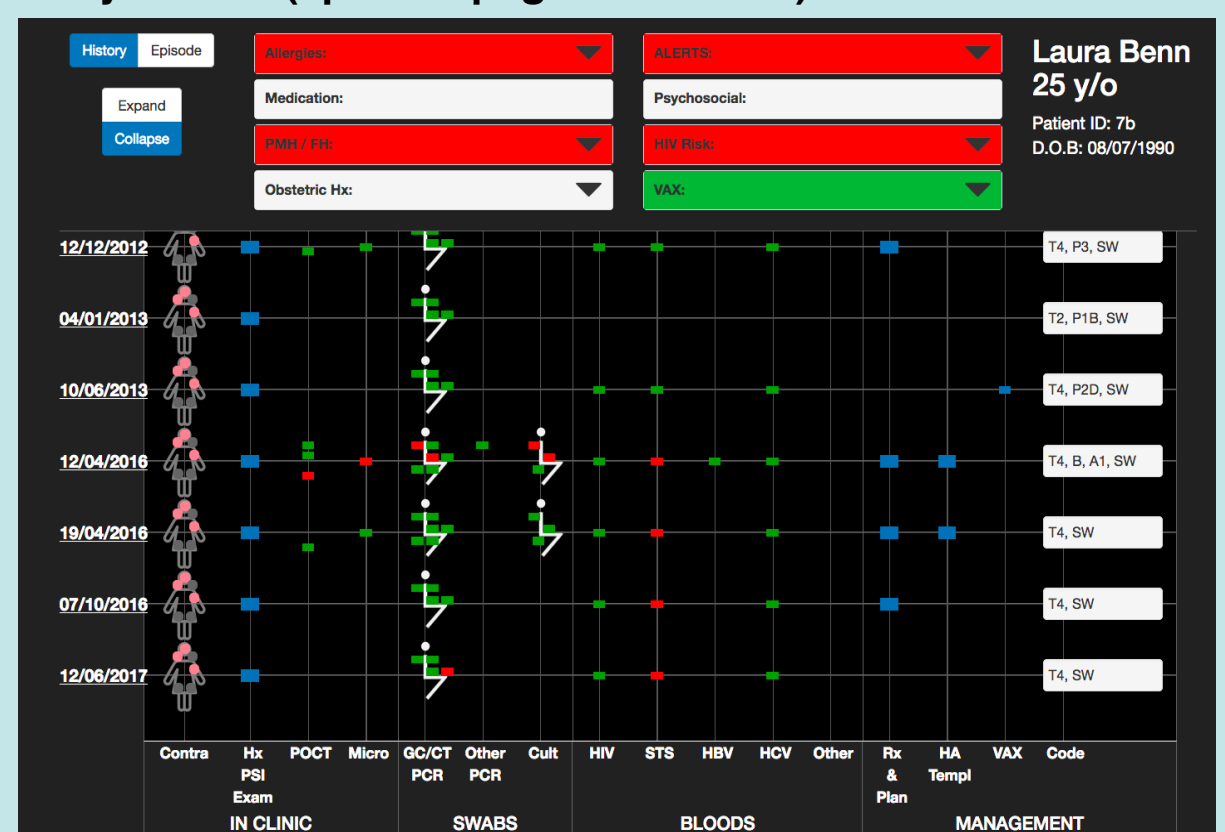 History Episode
Expand
Collapse
Allergies:
ALERTS:
Medication:
Psychosocial:
PMH / FH:
HIV Risk:
Obstetric Hx:
VAX:
Laura Benn
25 y/o
Patient ID: 7b
D.O.B: 08/07/1990
12/12/2012 T4, P3, SW
04/01/2013 T2, P1B, SW
10/06/2013 T4, P2D, SW
12/04/2016 T4, B, A1, SW
19/04/2016 T4, SW
07/10/2016 T4, SW
12/06/2017 T4, SW
Contra Hx POCT Micro GC/CT Other Cult HIV STS HBV HCV Other Rx HA VAX Code
PSI PCR PCR & Templ
Exam Plan
IN CLINIC SWABS BLOODS MANAGEMENT